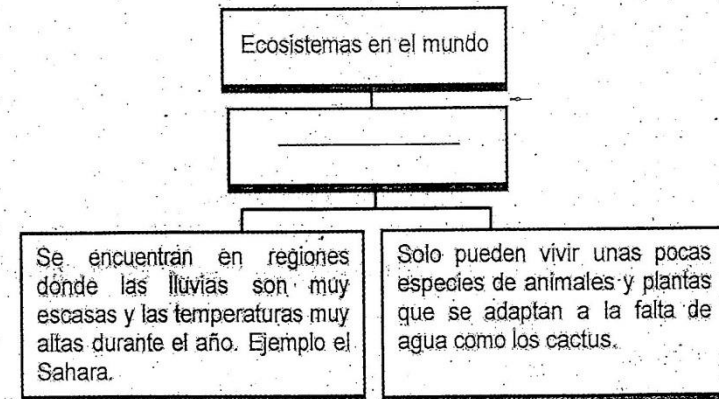 Ecosistemas en el mundo
Se encuentran en regiones
donde las lluvias son muy
escasas y las temperaturas muy
altas durante el año. Ejemplo el
Sahara.
Solo pueden vivir unas pocas
especies de animales y plantas
que se adaptan a la falta de
agua como los cactus.